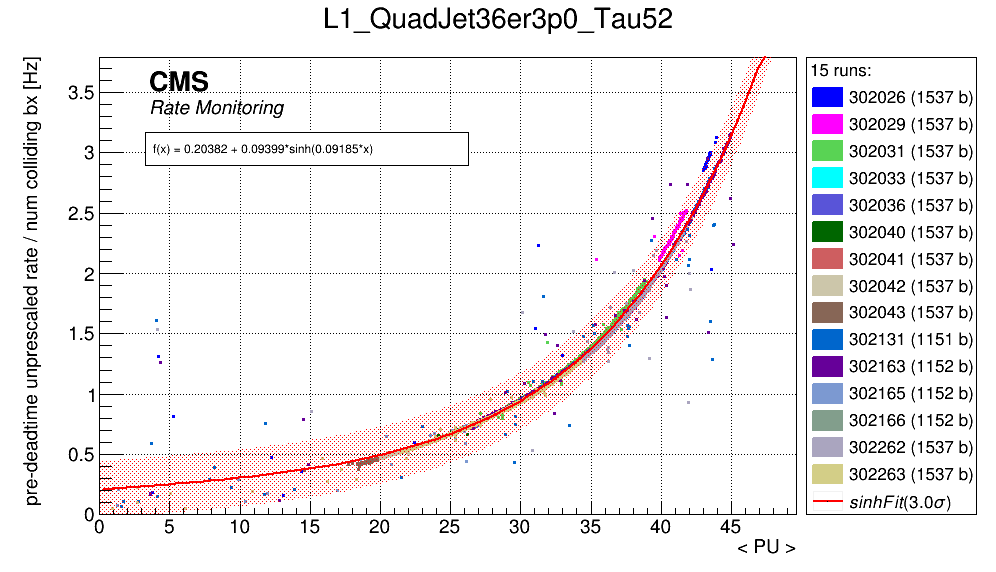 L1_QuadJet36er3p0_Tau52
pre-deadtime unprescaled rate / num colliding bx [Hz]
CMS
Rate Monitoring
f(x) = 0.20382 + 0.09399*sinh(0.09185*x)
3.5
3
2.5
2
1.5
1
0.5
0
0 5 10 15 20 25 30 35 40 45
< PU >
15 runs:
302026 (1537 b)
302029 (1537 b)
302031 (1537 b)
302033 (1537 b)
302036 (1537 b)
302040 (1537 b)
302041 (1537 b)
302042 (1537 b)
302043 (1537 b)
302131 (1151 b)
302163 (1152 b)
302165 (1152 b)
302166 (1152 b)
302262 (1537 b)
302263 (1537 b)
sinhFit(3.0σ)